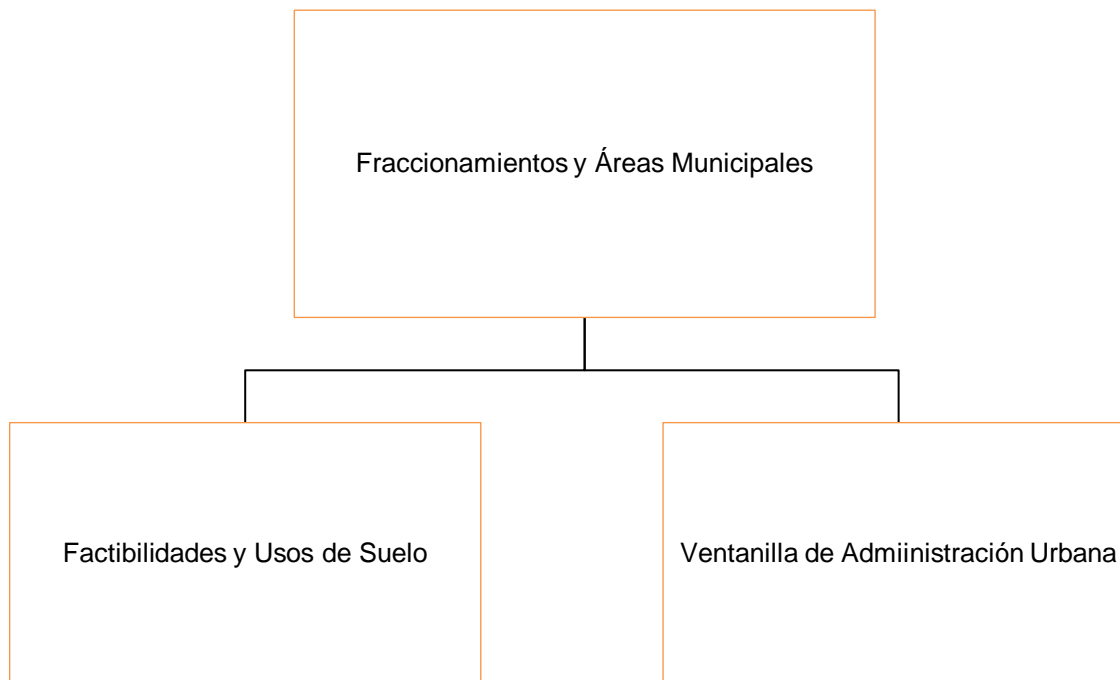 Fraccionamientos y Áreas Municipales
Factibilidades y Usos de Suelo
Ventanilla de Admiinistración Urbana